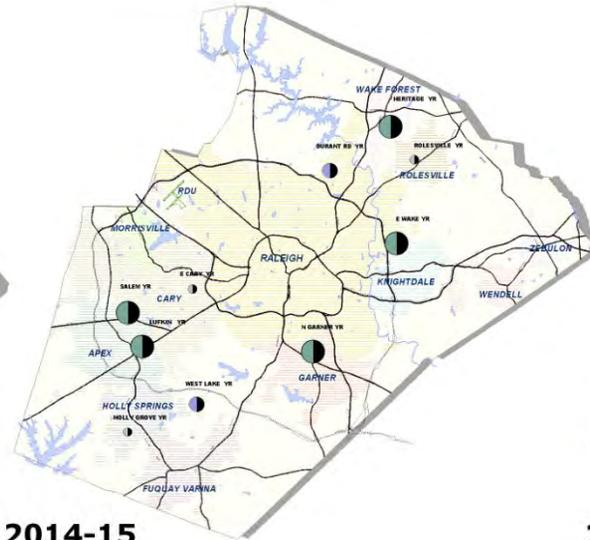 WAKE FOREST
HERITAGE YR
DURANT RD YR
ROLESVILLE YR
ROLESVILLE
RDU
E WAKE YR
MORRISVILLE
RALEIGH
ZEBULON
E CARY YR
KNIGHTDALE
SALEM YR
CARY
WENDELL
LUFKIN YR
N GARNER YR
APEX
GARNER
WEST LAKE YR
HOLLY SPRINGS
HOLLY GROVE YR
FUQUAY VARINA
2014-15